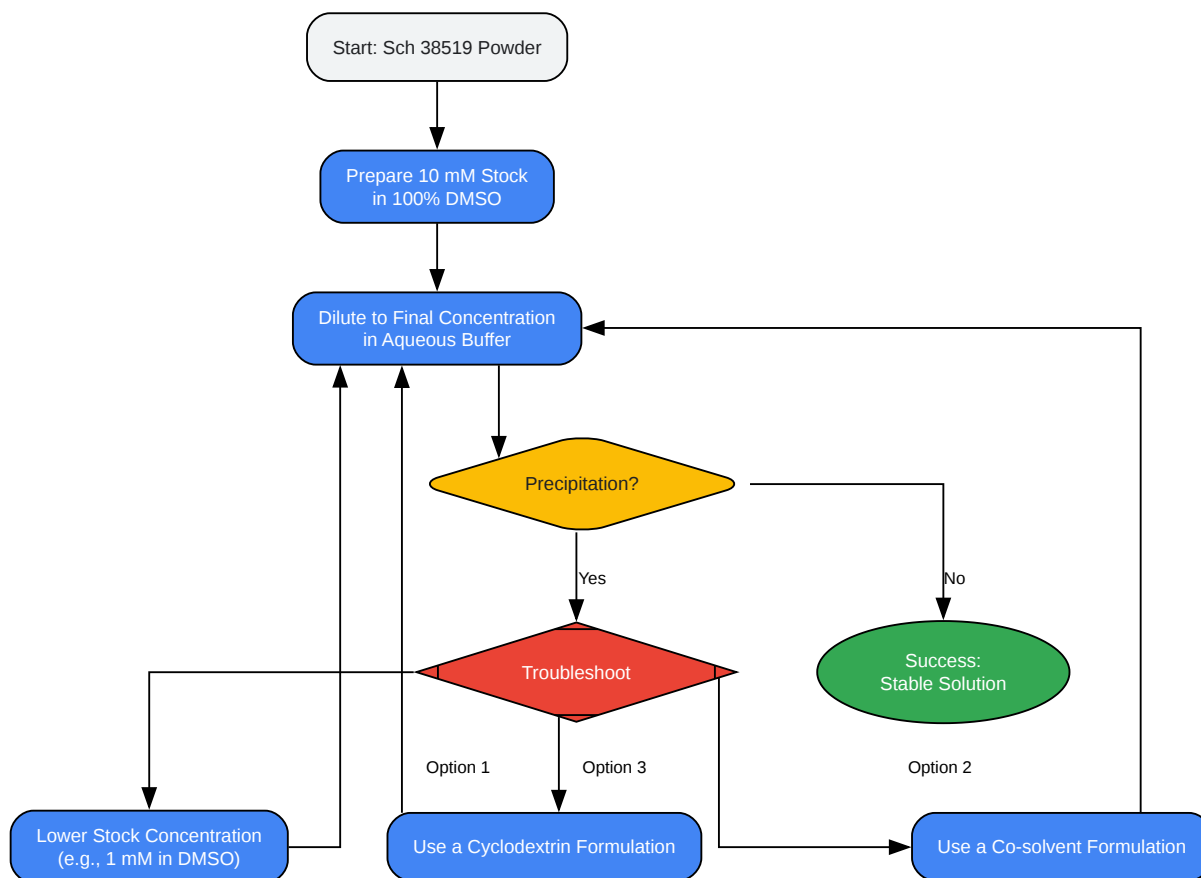 Start: Sch 38519 Powder
Prepare 10 mM Stock
in 100% DMSO
Dilute to Final Concentration
in Aqueous Buffer
Precipitation?
Yes
No
Troubleshoot
Success:
Stable Solution
Option 1
Option 3
Option 2
Lower Stock Concentration
(e.g., 1 mM in DMSO)
Use a Cyclodextrin Formulation
Use a Co-solvent Formulation